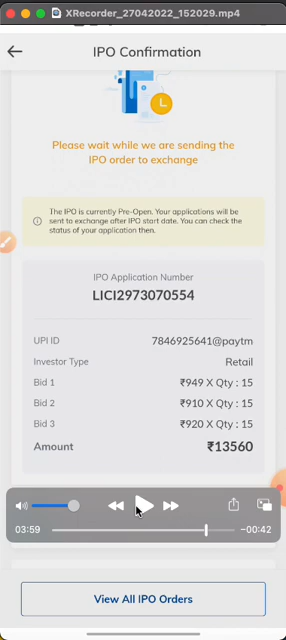 XRecorder_27042022_152029.mp4
IPO Confirmation
Please wait while we are sending the
IPO order to exchange
The IPO is currently Pre-Open. Your applications will be
sent to exchange after IPO start date. You can check the
status of your application then.
IPO Application Number
LICI2973070554
UPI ID 7846925641@paytm
Investor Type Retail
Bid 1 ₹949 X Qty : 15
Bid 2 ₹910 X Qty : 15
Bid 3 ₹920 X Qty : 15
Amount ₹13560
03:59 -00:42
View All IPO Orders